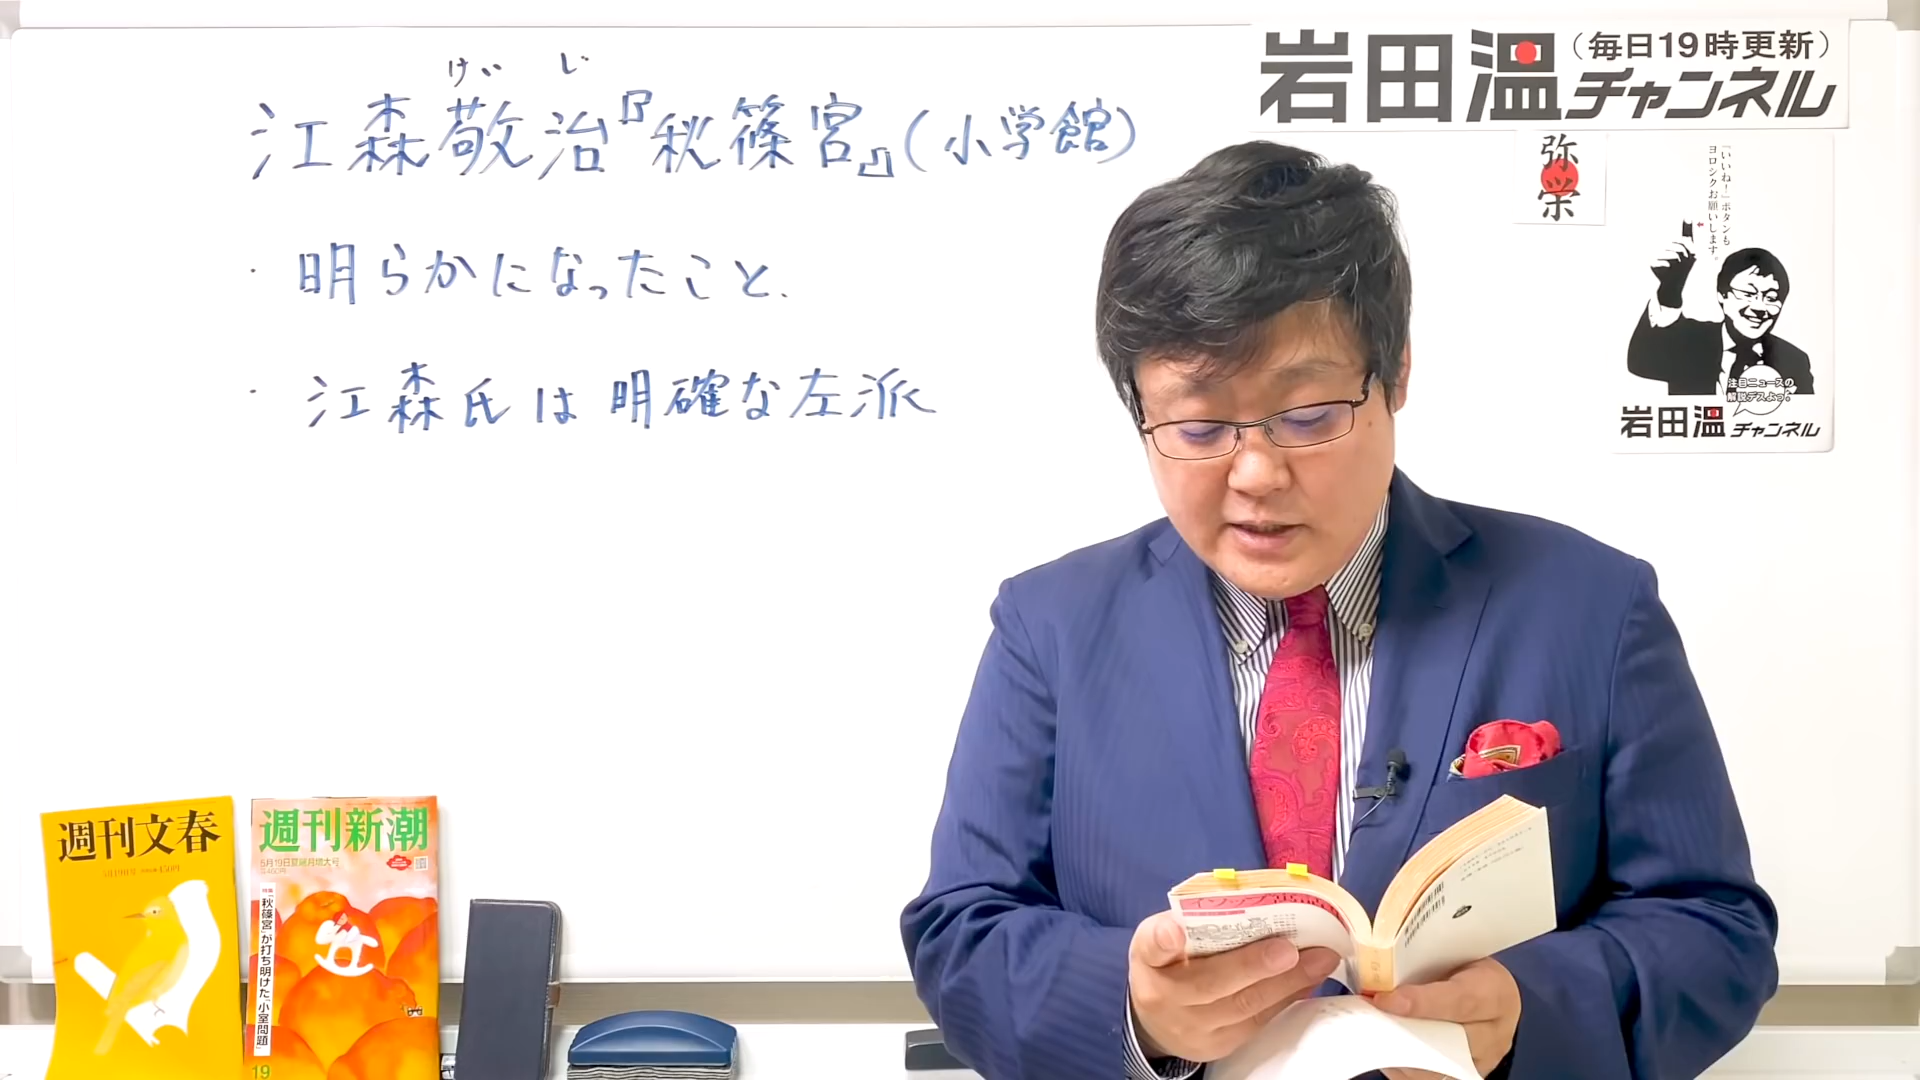 けい じ
江森敬治『秋篠宮』(小学館)
・明らかになったこと、
・江森氏は明確な左派
岩田温(毎日19時更新)
チャンネル
弥栄
「いいね!」ボタンも
ヨロシクお願いします。
注目ニュースの
解説デスよっ!
岩田温チャンネル
週刊文春
週刊新潮
5月19日夏端月増大号
「秋篠宮」が打ち明けた「小室問題」
19
イソップ